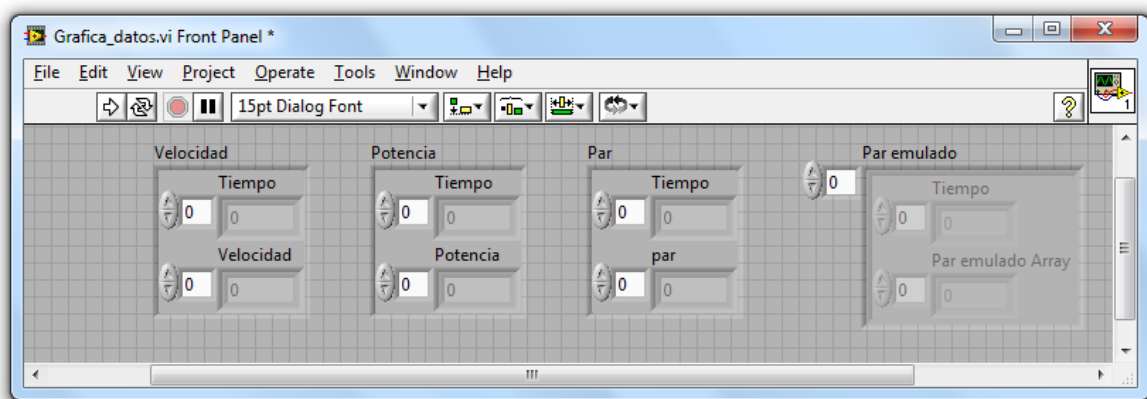 Grafica_datos.vi Front Panel *
File Edit View Project Operate Tools Window Help
15pt Dialog Font
?
1
Velocidad Potencia Par Par emulado
0
Tiempo Tiempo Tiempo Tiempo
0 0 0 0 0 0 0 0
Velocidad Potencia par Par emulado Array
0 0 0 0 0 0 0 0